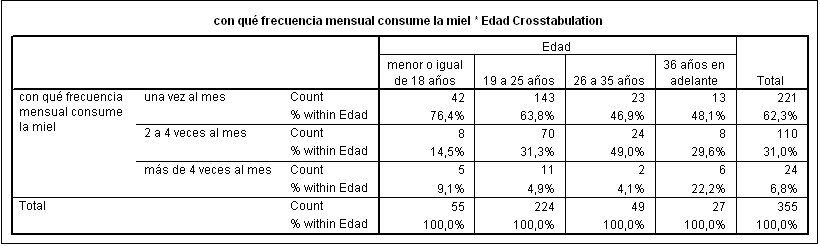 con qué frecuencia mensual consume la miel * Edad Crosstabulation
Edad
menor o igual de 18 años 19 a 25 años 26 a 35 años 36 años en adelante Total
con qué frecuencia mensual consume la miel una vez al mes Count 42 143 23 13 221
% within Edad 76,4% 63,8% 46,9% 48,1% 62,3%
2 a 4 veces al mes Count 8 70 24 8 110
% within Edad 14,5% 31,3% 49,0% 29,6% 31,0%
más de 4 veces al mes Count 5 11 2 6 24
% within Edad 9,1% 4,9% 4,1% 22,2% 6,8%
Total Count 55 224 49 27 355
% within Edad 100,0% 100,0% 100,0% 100,0% 100,0%